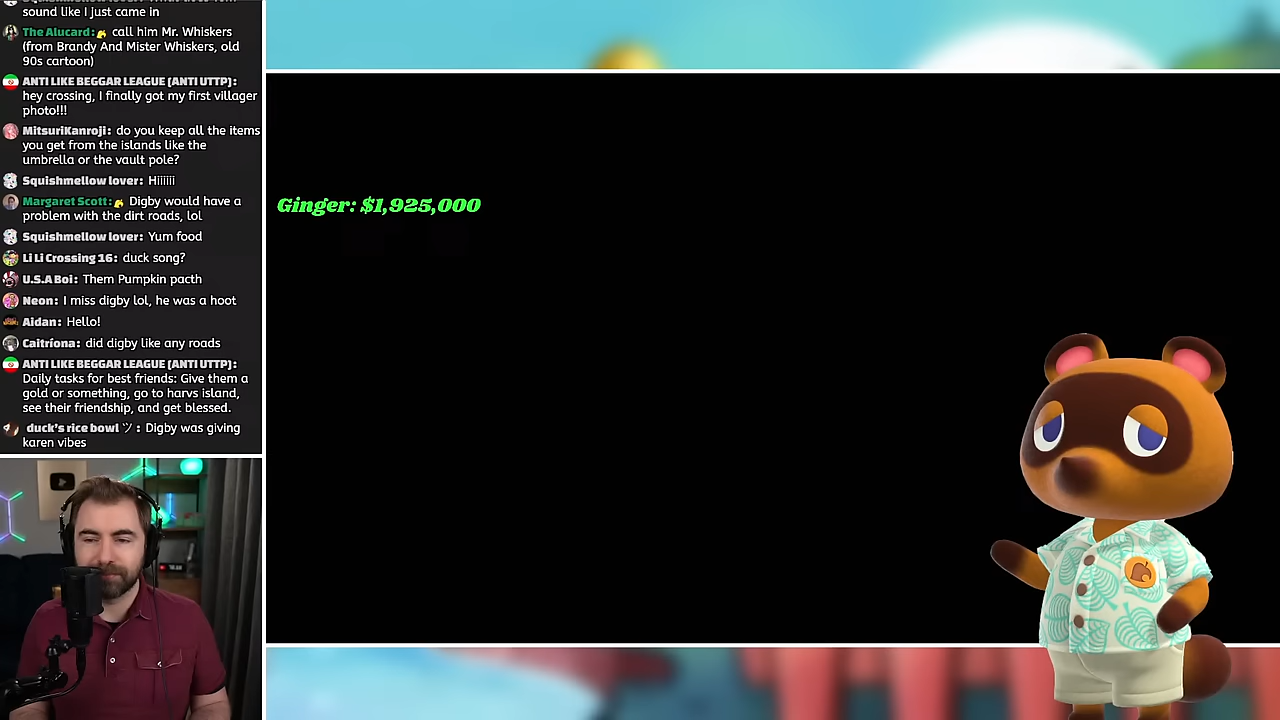 sound like I just came in
The Alucard: call him Mr. Whiskers
(from Brandy And Mister Whiskers, old
90s cartoon)
ANTI LIKE BEGGAR LEAGUE (ANTI UTTP):
hey crossing, I finally got my first villager
photo!!!
MitsuriKanroji: do you keep all the items
you get from the islands like the
umbrella or the vault pole?
Squishmellow lover: Hiiiiii
Margaret Scott: Digby would have a
problem with the dirt roads, lol
Squishmellow lover: Yum food
Li Li Crossing 16: duck song?
U.S.A Boi: Them Pumpkin pacth
Neon: I miss digby lol, he was a hoot
Aidan: Hello!
Caitríona: did digby like any roads
ANTI LIKE BEGGAR LEAGUE (ANTI UTTP):
Daily tasks for best friends: Give them a
gold or something, go to harvs island,
see their friendship, and get blessed.
duck's rice bowl ツ: Digby was giving
karen vibes
Ginger: $1,925,000